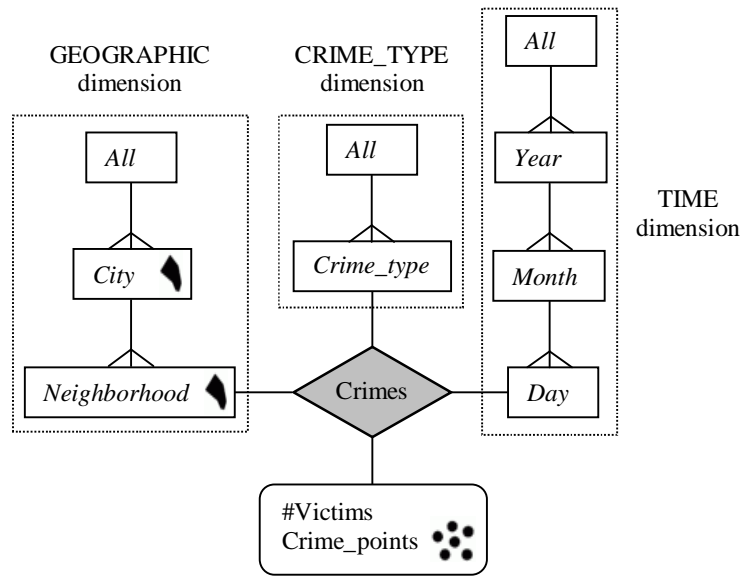 GEOGRAPHIC
dimension
All
City
Neighborhood
CRIME_TYPE
dimension
All
Crime_type
Crimes
#Victims
Crime_points
All
Year
Month
Day
TIME
dimension